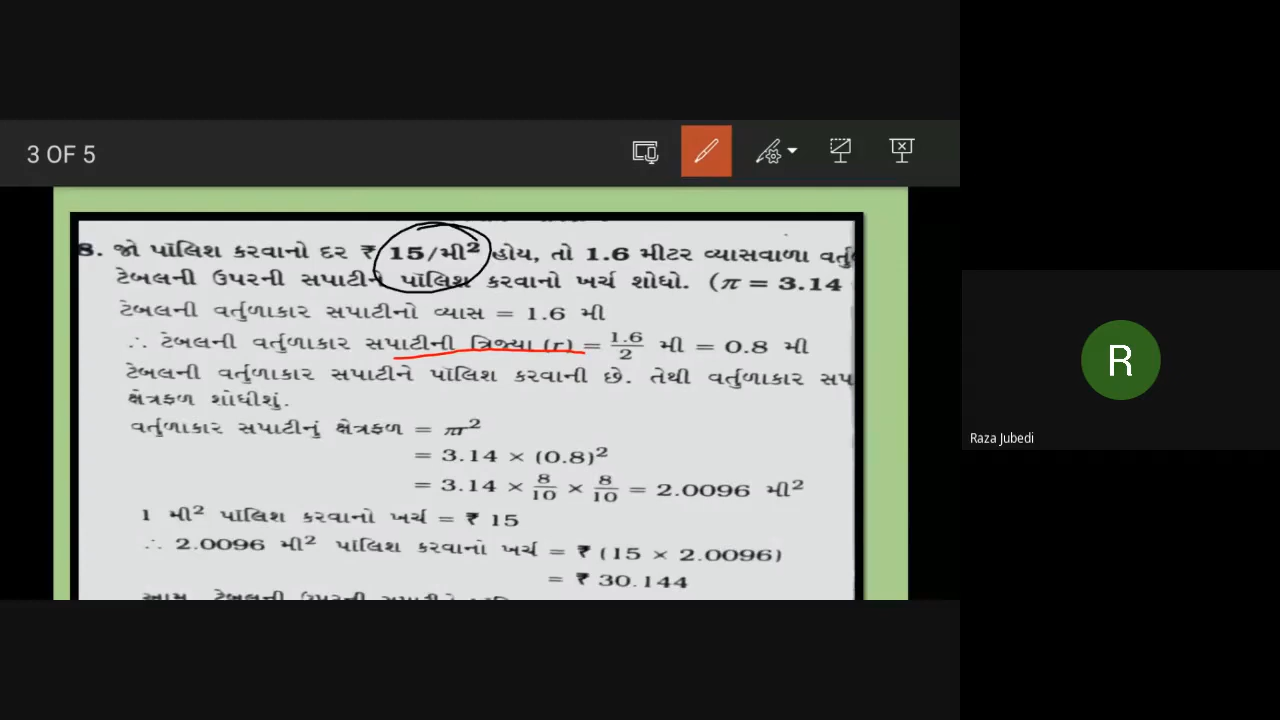 3 OF 5
8. જો પૉલિશ કરવાનો દર ₹ 15/મી² હોય, તો 1.6 મીટર વ્યાસવાળા
ટેબલની ઉપરની સપાટીને પૉલિશ કરવાનો ખર્ચ શોધો. (π = 3.14
ટેબલની વર્તુળાકાર સપાટીનો વ્યાસ = 1.6 મી
∴ ટેબલની વર્તુળાકાર સપાટીની ત્રિજ્યા (r) = 1.6/2 મી = 0.8 મી
ટેબલની વર્તુળાકાર સપાટીને પૉલિશ કરવાની છે. તેથી વર્તુળાકાર
ક્ષેત્રફળ શોધીશું.
વર્તુળાકાર સપાટીનું ક્ષેત્રફળ = πr²
= 3.14 × (0.8)²
= 3.14 × 8/10 × 8/10 = 2.0096 મી²
1 મી² પૉલિશ કરવાનો ખર્ચ = ₹ 15
∴ 2.0096 મી² પૉલિશ કરવાનો ખર્ચ = ₹ (15 × 2.0096)
= ₹ 30.144
R
Raza Jubedi